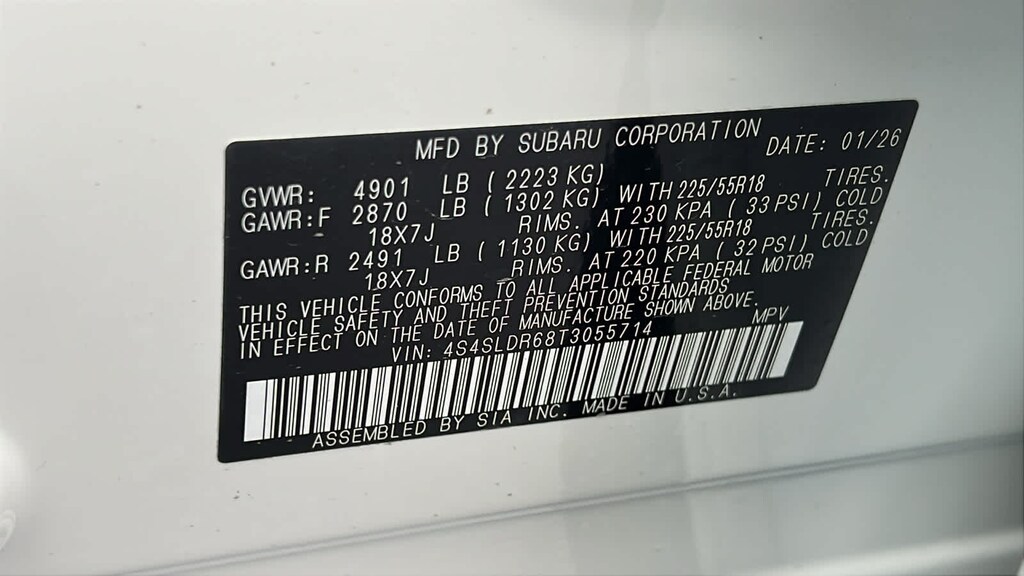 MFD BY SUBARU CORPORATION DATE: 01/26
GVWR: 4901 LB ( 2223 KG)
GAWR:F 2870 LB ( 1302 KG) WITH 225/55R18 TIRES.
18X7J RIMS. AT 230 KPA ( 33 PSI) COLD
GAWR:R 2491 LB ( 1130 KG) WITH 225/55R18 TIRES.
18X7J RIMS. AT 220 KPA ( 32 PSI) COLD
THIS VEHICLE CONFORMS TO ALL APPLICABLE FEDERAL MOTOR
VEHICLE SAFETY AND THEFT PREVENTION STANDARDS
IN EFFECT ON THE DATE OF MANUFACTURE SHOWN ABOVE.
VIN: 4S4SLDR68T3055714 MPV
ASSEMBLED BY SIA INC. MADE IN U.S.A.